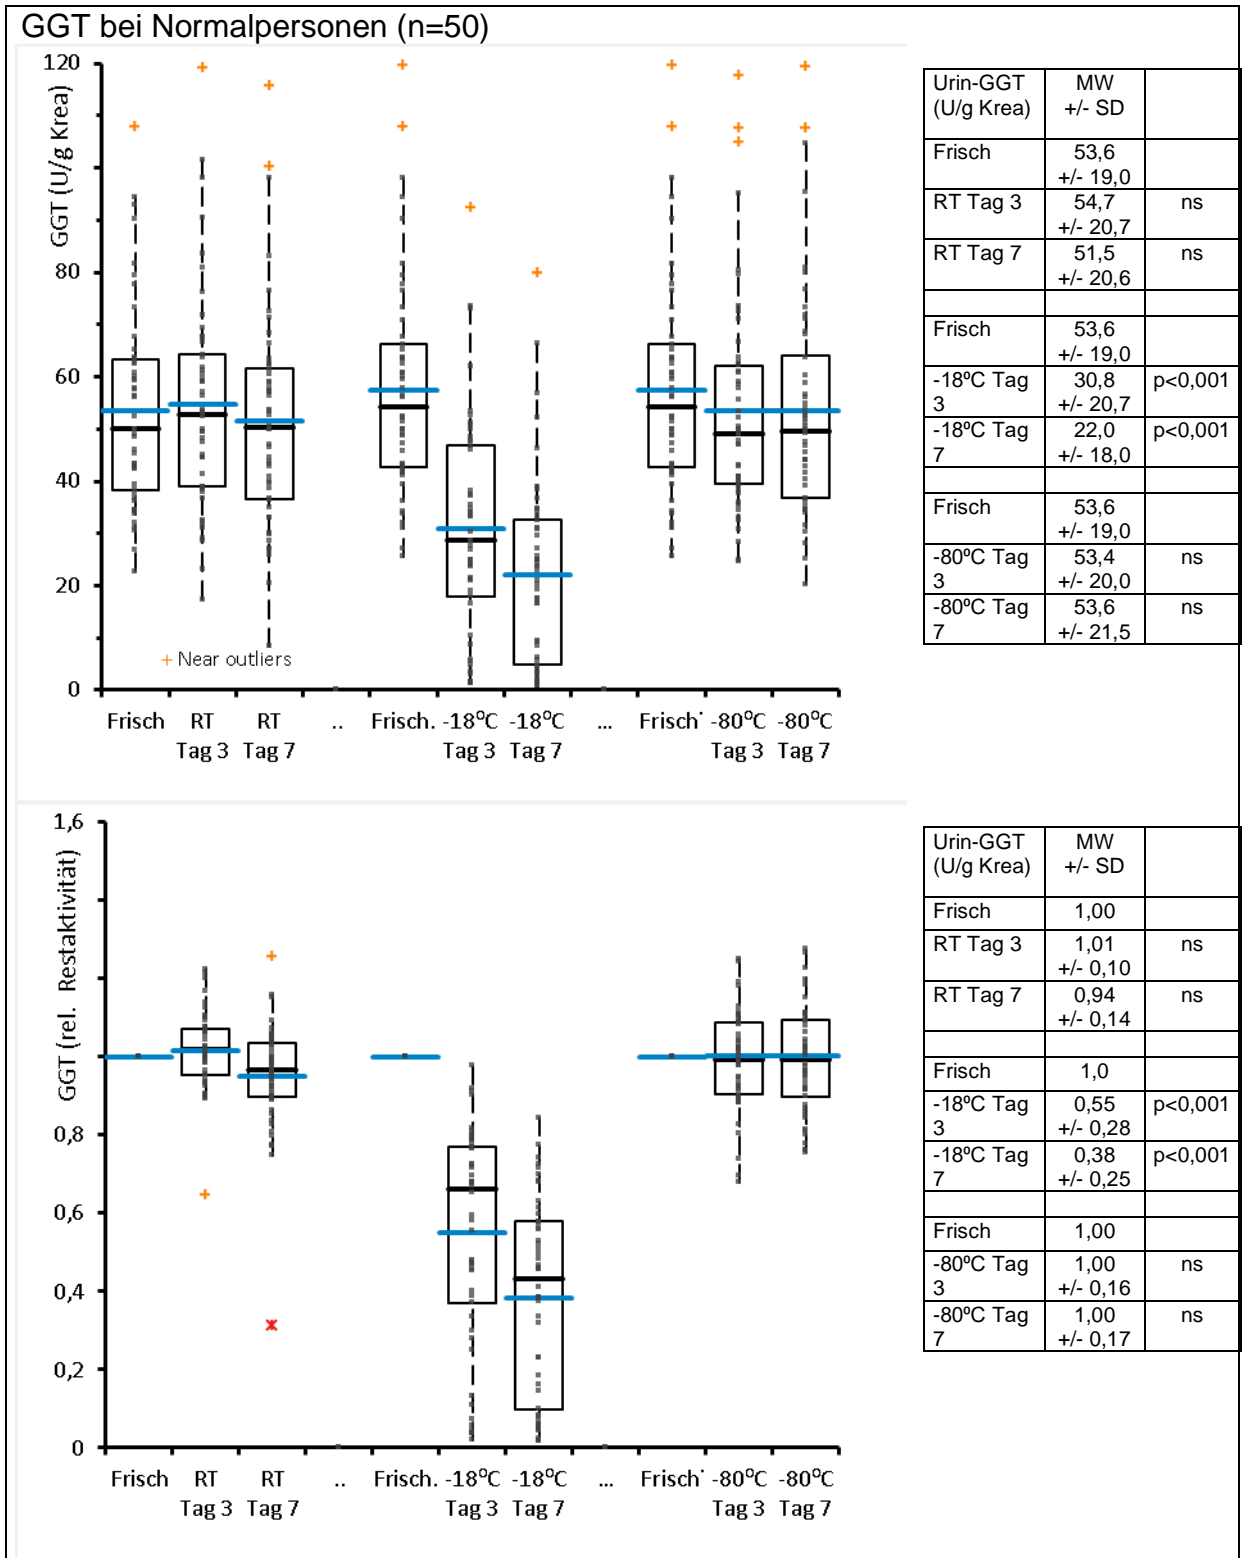 GGT bei Normalpersonen (n=50)
GGT (U/g Krea)
120
80
60
40
20
0
+ Near outliers
Frisch RT RT .. Frisch. -18°C -18°C ... Frisch˙ -80°C -80°C
Tag 3 Tag 7 Tag 3 Tag 7 Tag 3 Tag 7
Urin-GGT MW
(U/g Krea) +/- SD
Frisch 53,6
+/- 19,0
RT Tag 3 54,7 ns
+/- 20,7
RT Tag 7 51,5 ns
+/- 20,6
Frisch 53,6
+/- 19,0
-18ºC Tag 30,8 p<0,001
3 +/- 20,7
-18ºC Tag 22,0 p<0,001
7 +/- 18,0
Frisch 53,6
+/- 19,0
-80ºC Tag 53,4 ns
3 +/- 20,0
-80ºC Tag 53,6 ns
7 +/- 21,5
GGT (rel. Restaktivität)
1,6
0,8
0,6
0,4
0,2
0
Frisch RT RT .. Frisch. -18°C -18°C ... Frisch˙ -80°C -80°C
Tag 3 Tag 7 Tag 3 Tag 7 Tag 3 Tag 7
Urin-GGT MW
(U/g Krea) +/- SD
Frisch 1,00
RT Tag 3 1,01 ns
+/- 0,10
RT Tag 7 0,94 ns
+/- 0,14
Frisch 1,0
-18ºC Tag 0,55 p<0,001
3 +/- 0,28
-18ºC Tag 0,38 p<0,001
7 +/- 0,25
Frisch 1,00
-80ºC Tag 1,00 ns
3 +/- 0,16
-80ºC Tag 1,00 ns
7 +/- 0,17